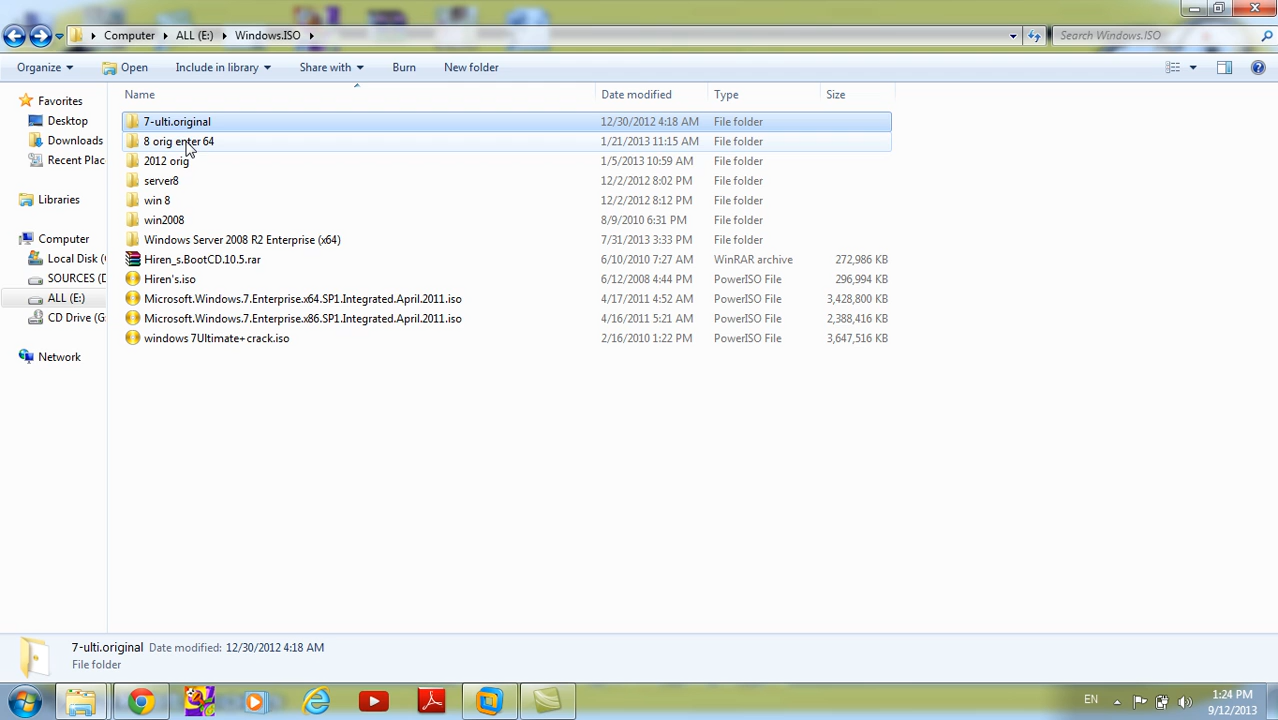 Computer ALL (E:) Windows.ISO Search Windows.ISO
Organize Open Include in library Share with Burn New folder
Name Date modified Type Size
Favorites
Desktop
Downloads
Recent Plac
Libraries
Computer
Local Disk (
SOURCES (D
ALL (E:)
CD Drive (G
Network
7-ulti.original 12/30/2012 4:18 AM File folder
8 orig enter 64 1/21/2013 11:15 AM File folder
2012 orig 1/5/2013 10:59 AM File folder
server8 12/2/2012 8:02 PM File folder
win 8 12/2/2012 8:12 PM File folder
win2008 8/9/2010 6:31 PM File folder
Windows Server 2008 R2 Enterprise (x64) 7/31/2013 3:33 PM File folder
Hiren_s.BootCD.10.5.rar 6/10/2010 7:27 AM WinRAR archive 272,986 KB
Hiren's.iso 6/12/2008 4:44 PM PowerISO File 296,994 KB
Microsoft.Windows.7.Enterprise.x64.SP1.Integrated.April.2011.iso 4/17/2011 4:52 AM PowerISO File 3,428,800 KB
Microsoft.Windows.7.Enterprise.x86.SP1.Integrated.April.2011.iso 4/16/2011 5:21 AM PowerISO File 2,388,416 KB
windows 7Ultimate+crack.iso 2/16/2010 1:22 PM PowerISO File 3,647,516 KB
7-ulti.original Date modified: 12/30/2012 4:18 AM
File folder
EN 1:24 PM
9/12/2013